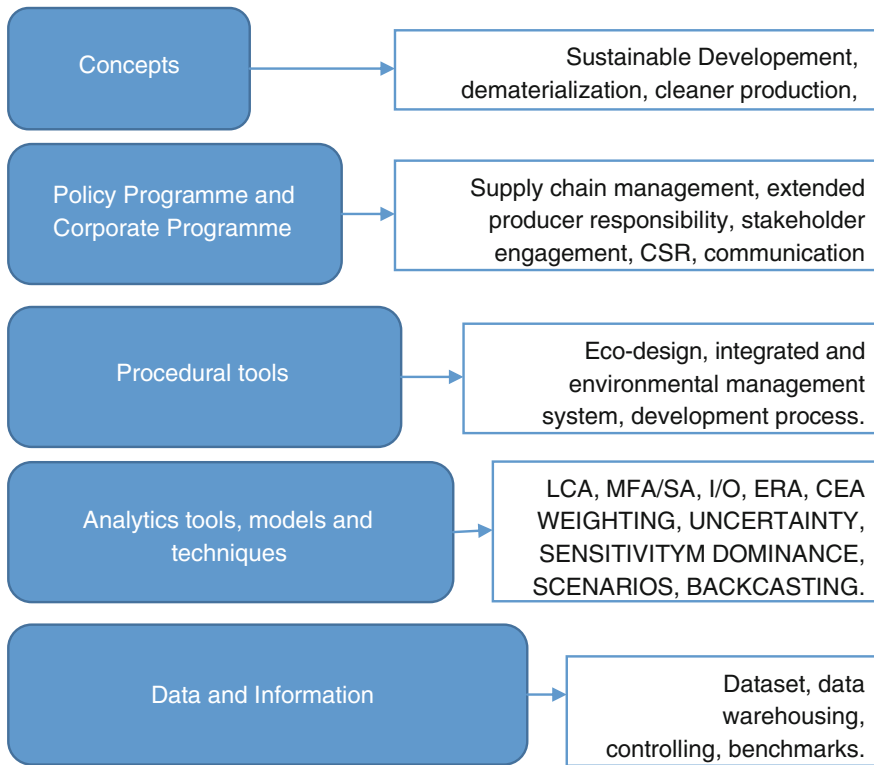 Concepts
Sustainable Developement,
dematerialization, cleaner production,
Policy Programme and
Corporate Programme
Supply chain management, extended
producer responsibility, stakeholder
engagement, CSR, communication
Procedural tools
Eco-design, integrated and
environmental management
system, development process.
Analytics tools, models and
techniques
LCA, MFA/SA, I/O, ERA, CEA
WEIGHTING, UNCERTAINTY,
SENSITIVITYM DOMINANCE,
SCENARIOS, BACKCASTING.
Data and Information
Dataset, data
warehousing,
controlling, benchmarks.